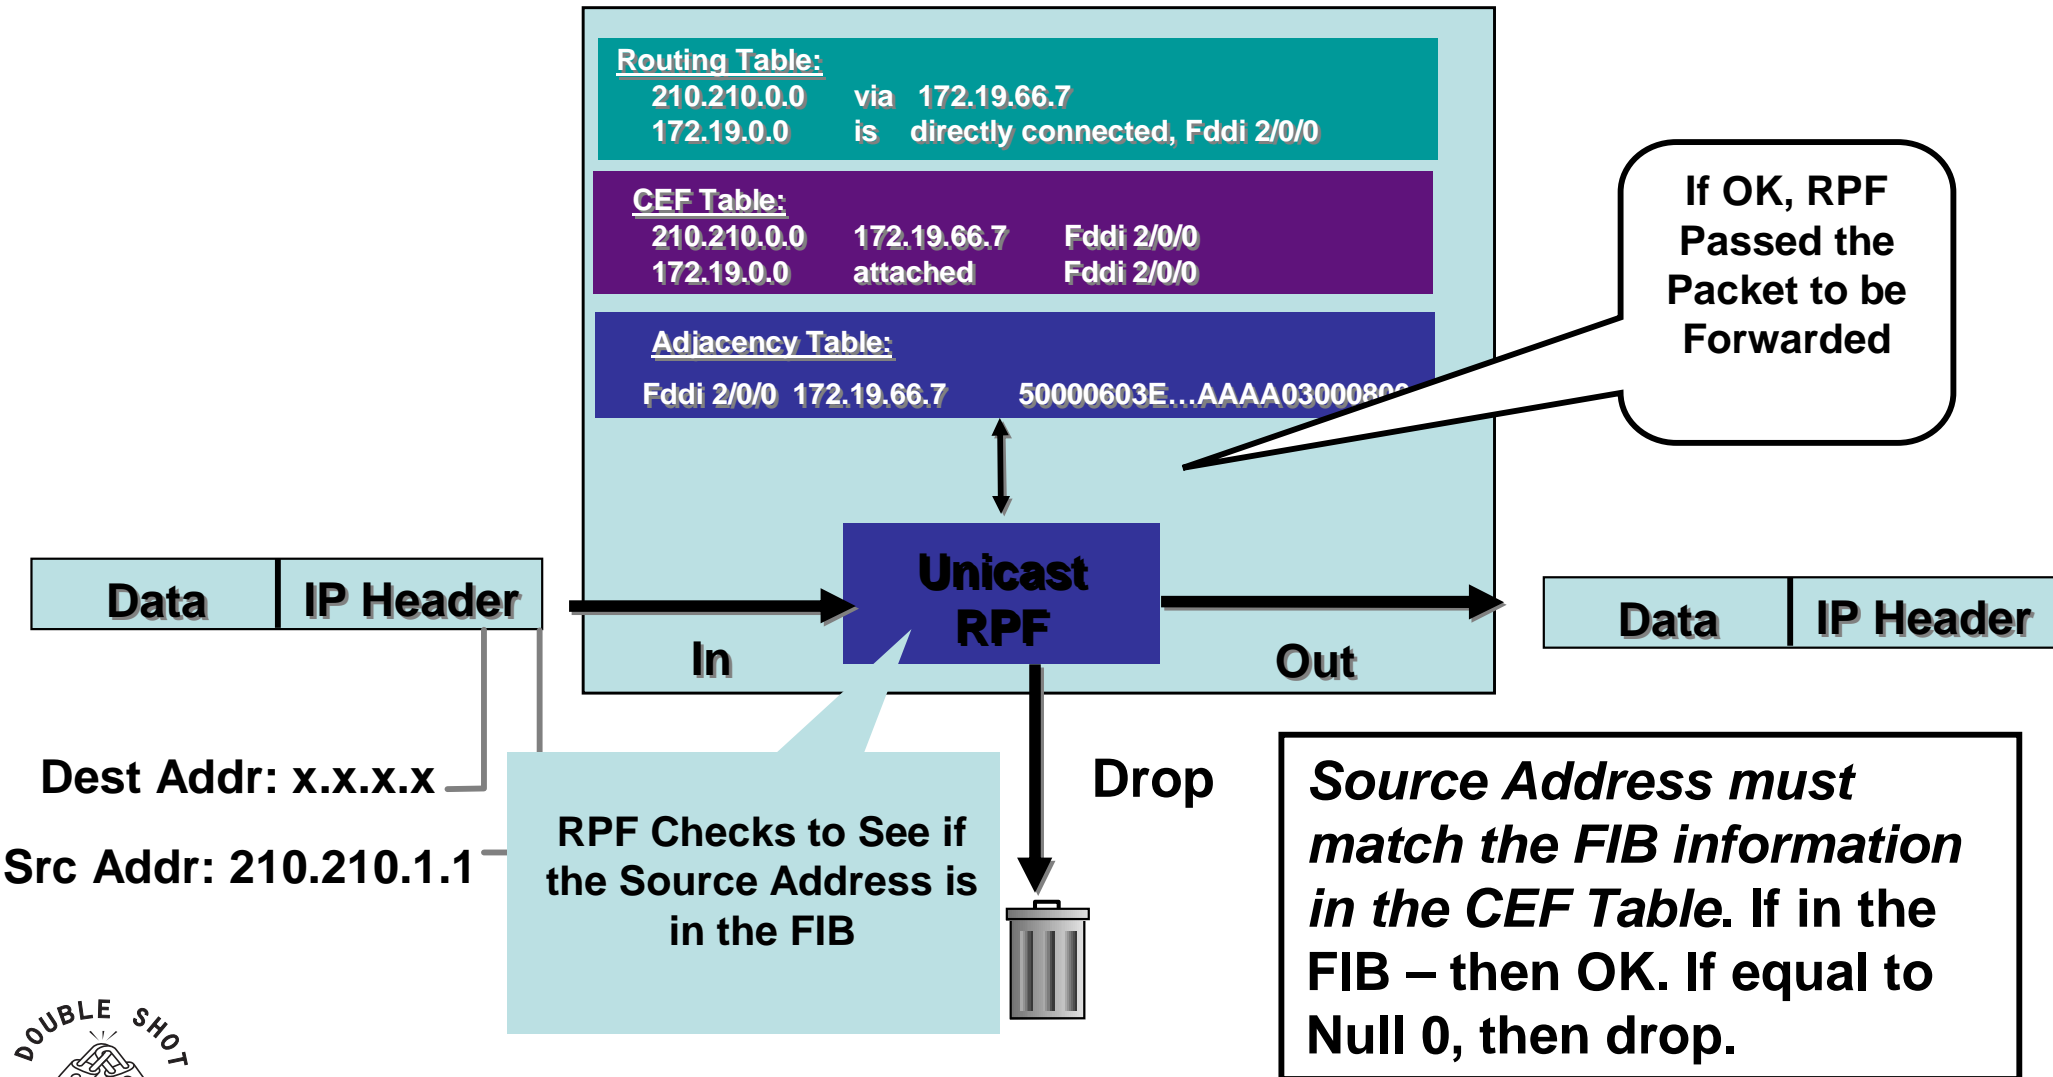 Routing Table:
210.210.0.0 via 172.19.66.7
172.19.0.0 is directly connected, Fddi 2/0/0
CEF Table:
210.210.0.0 172.19.66.7 Fddi 2/0/0
172.19.0.0 attached Fddi 2/0/0
Adjacency Table:
Fddi 2/0/0 172.19.66.7 50000603E…AAAA03000800
If OK, RPF
Passed the
Packet to be
Forwarded
Unicast
RPF
Data IP Header
In
Out
Data IP Header
Dest Addr: x.x.x.x
Src Addr: 210.210.1.1
RPF Checks to See if
the Source Address is
in the FIB
Drop
Source Address must
match the FIB information
in the CEF Table. If in the
FIB – then OK. If equal to
Null 0, then drop.
DOUBLE SHOT